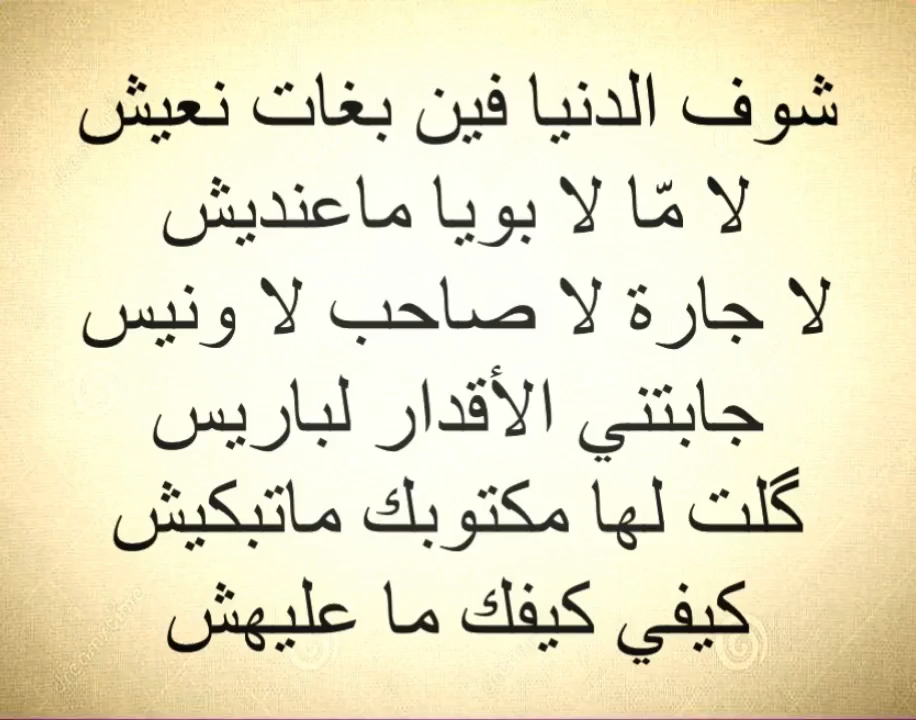 شوف الدنيا فين بغات نعيش
لا مّا لا بويا ماعنديش
لا جارة لا صاحب لا ونيس
جابتني الأقدار لباريس
گلت لها مكتوبك ماتبكيش
كيفي كيفك ما عليهش